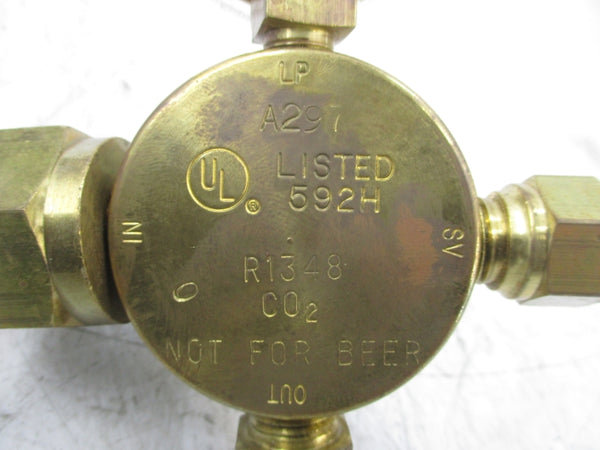 LP
A297
UL ® LISTED
592H
IN
SV
R1348
0
CO₂
NOT FOR BEER
OUT